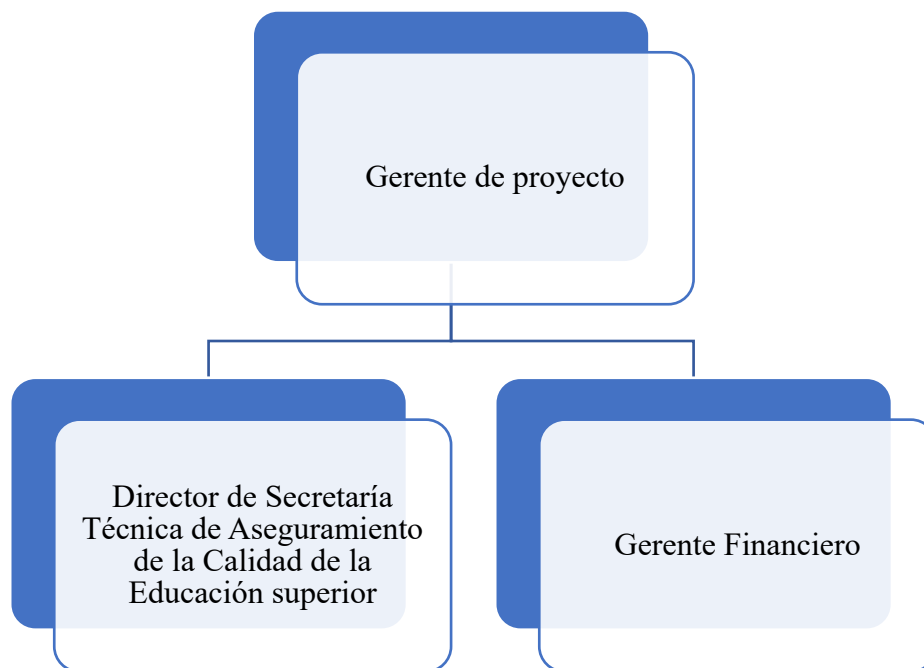 Gerente de proyecto
Director de Secretaría
Técnica de Aseguramiento
de la Calidad de la
Educación superior
Gerente Financiero